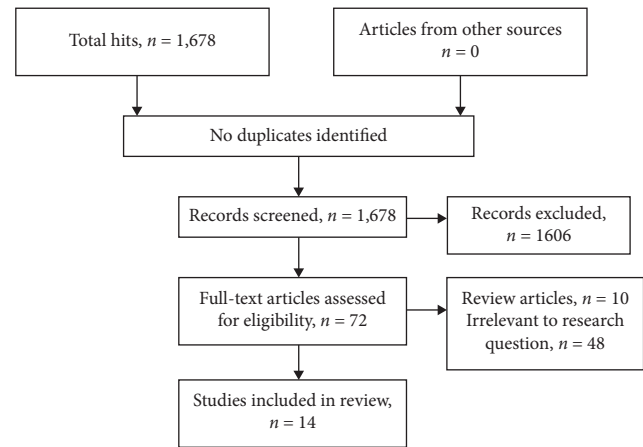 Total hits, n = 1,678
Articles from other sources
n = 0
No duplicates identified
Records screened, n = 1,678
Records excluded,
n = 1606
Full-text articles assessed
for eligibility, n = 72
Review articles, n = 10
Irrelevant to research
question, n = 48
Studies included in review,
n = 14